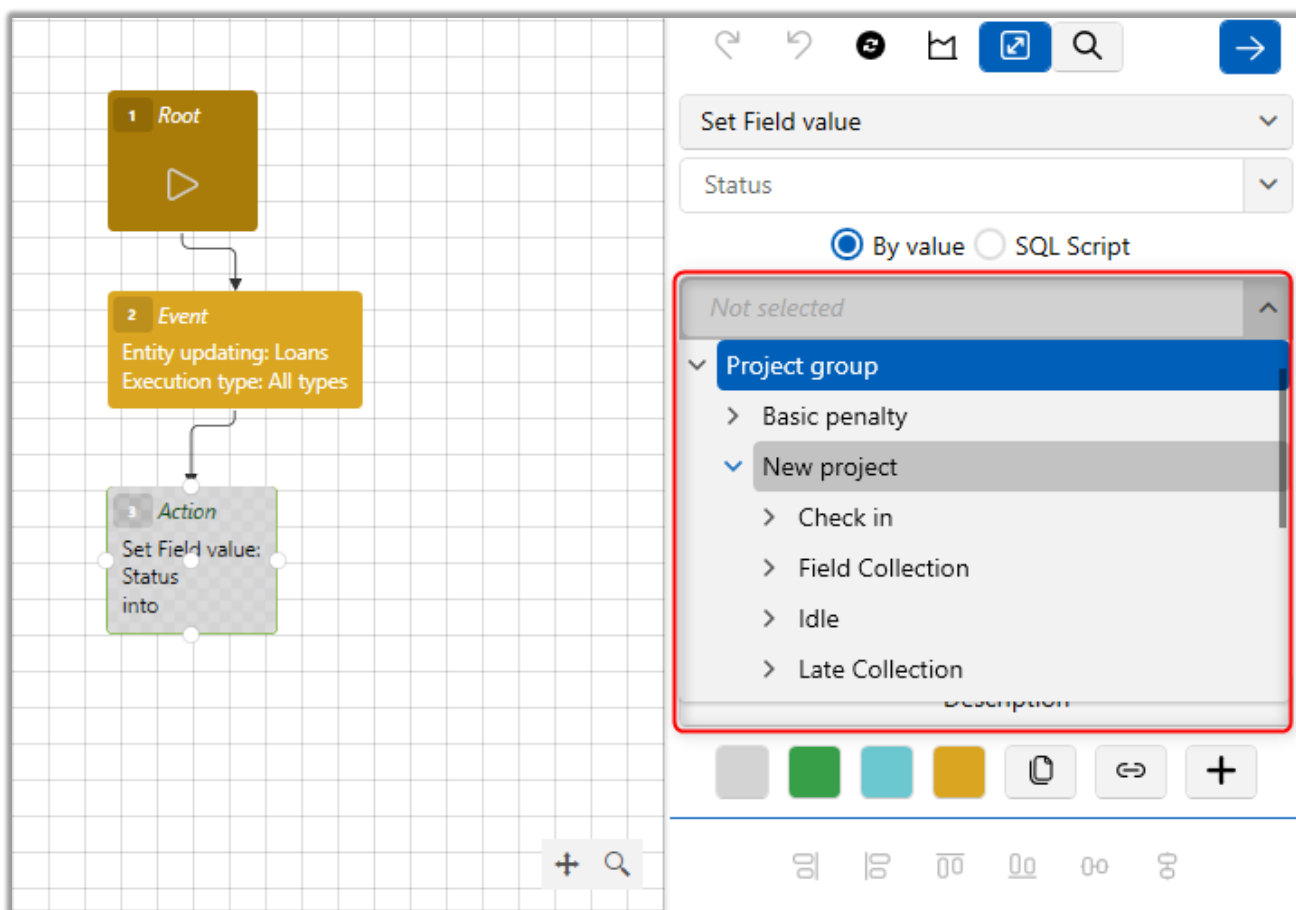 1 Root
2 Event
Entity updating: Loans
Execution type: All types
3 Action
Set Field value:
Status
into
Set Field value
Status
By value SQL Script
Not selected
Project group
Basic penalty
New project
Check in
Field Collection
Idle
Late Collection
Description